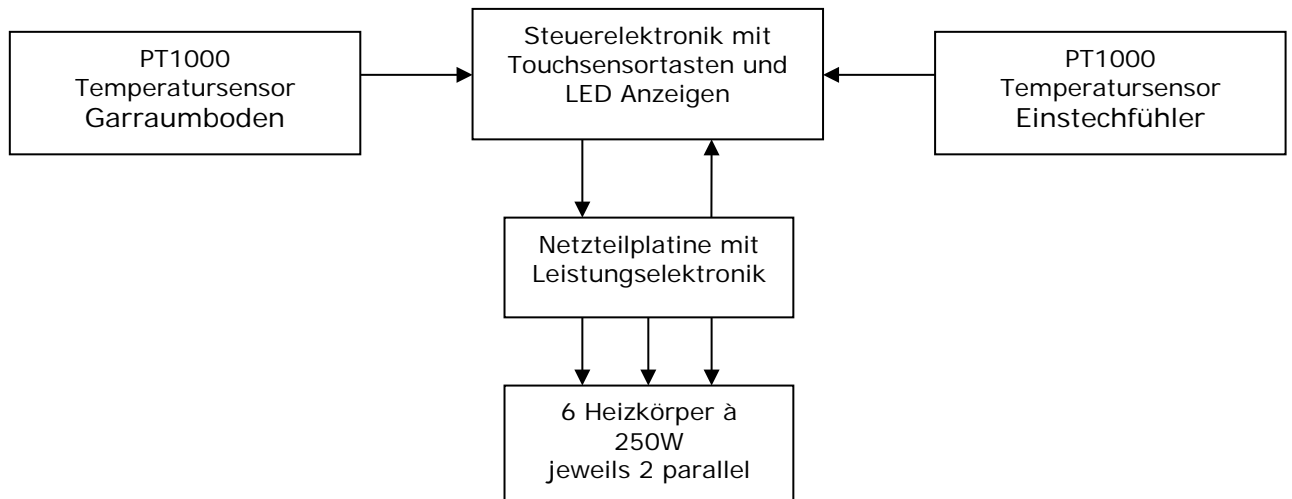 PT1000
Temperatursensor
Garraumboden
Steuerelektronik mit
Touchsensortasten und
LED Anzeigen
PT1000
Temperatursensor
Einstechfühler
Netzteilplatine mit
Leistungselektronik
6 Heizkörper à
250W
jeweils 2 parallel